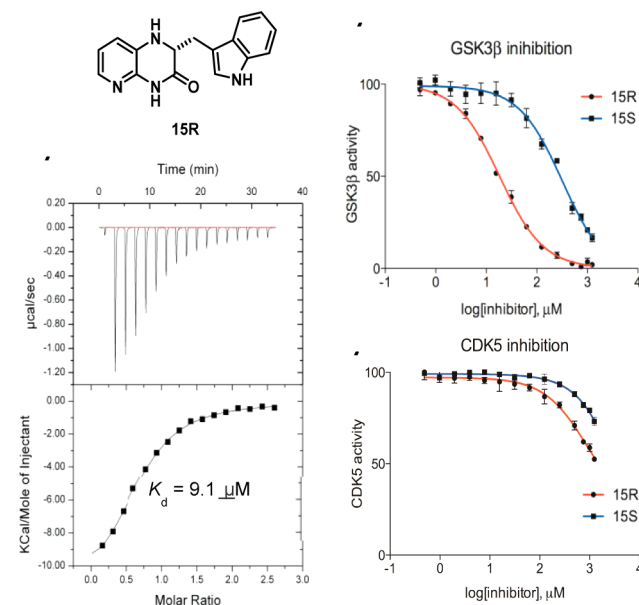 H
N
N
N
H
O
NH
15R
Time (min)
0 10 20 30 40
0.20
0.00
-0.20
-0.40
-0.60
-0.80
-1.00
-1.20
µcal/sec
0.00
-2.00
-4.00
-6.00
-8.00
-10.00
KCal/Mole of Injectant
Kd = 9.1 µM
0.0 0.5 1.0 1.5 2.0 2.5 3.0
Molar Ratio
GSK3β inihibition
100
50
0
GSK3β activity
15R
15S
-1 0 1 2 3 4
log[inhibitor], µM
CDK5 inhibition
100
50
0
CDK5 activity
15R
15S
-1 0 1 2 3 4
log[inhibitor], µM